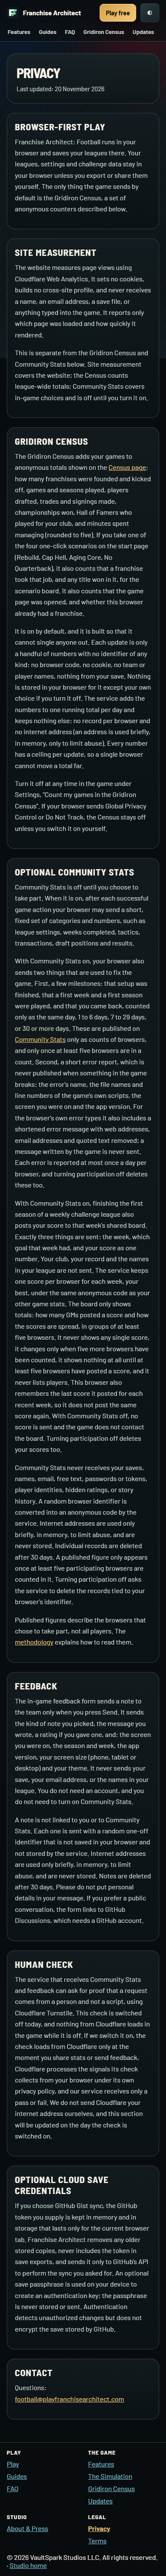 Franchise Architect
Play free
Features Guides FAQ Gridiron Census Updates
PRIVACY
Last updated: 20 November 2026
BROWSER-FIRST PLAY
Franchise Architect: Football runs in your
browser and saves your leagues there. Your
leagues, including anything you import, stay on
your device unless you export or share them
yourself. The only thing the game sends by
default is the Gridiron Census, a set of
anonymous counters described below.
SITE MEASUREMENT
The website measures page views using
Cloudflare Web Analytics. It sets no cookies,
builds no cross-site profile, and never receives
a name, an email address, a save file, or
anything typed into the game. It records only
which page was loaded and how quickly it
rendered.
This is separate from the Gridiron Census and
Community Stats below. Site measurement
covers the website; the Census counts
league-wide totals; Community Stats covers
in-game choices and is off until you turn it on.
GRIDIRON CENSUS
The Gridiron Census adds your games to
anonymous totals shown on the Census page:
how many franchises were founded and kicked
off, games and seasons played, players
drafted, trades and signings made,
championships won, Hall of Famers who
played for your club, and minutes spent
managing (rounded to five). If you play one of
the four one-click scenarios on the start page
(Rebuild, Cap Hell, Aging Core, No
Quarterback), it also counts that start, a club
that took that job, and any title won in it, for
the scenario itself. It also counts that the start
page was opened, and whether this browser
had already made a franchise.
It is on by default, and it is built so that it
cannot single anyone out. Each update is only
a list of small numbers with no identifier of any
kind: no browser code, no cookie, no team or
player names, nothing from your save. Nothing
is stored in your browser for it except your own
choice if you turn it off. The service adds the
numbers to one running total per day and
keeps nothing else: no record per browser and
no internet address (an address is used briefly,
in memory, only to limit abuse). Every number
has a ceiling per update, so a single browser
cannot move a total far.
Turn it off at any time in the game under
Settings, "Count my games in the Gridiron
Census". If your browser sends Global Privacy
Control or Do Not Track, the Census stays off
unless you switch it on yourself.
OPTIONAL COMMUNITY STATS
Community Stats is off until you choose to
take part. When it is on, after each successful
season your browser sends only a short, fixed
list of categories and capped numbers, such as
league settings, weeks completed, tactics,
transactions, draft positions and results.
With Community Stats on, your browser also
sends two small things that help us find where
the game loses people and what to fix the
game. First, a few milestones: that setup was
started, that your first week, season or awards
were played, and that you came back, counted
only as within a day, 1 to 6 days, 7 to 29 days,
or 30 or more days. These are published on
Community Stats only as counts of browsers,
and only once at least five browsers count.
Second, a short error report, which is never
published: when something breaks in the
game, the error's type and name, the file name
and line numbers of the game's own scripts,
the screen you were on and the app version. For
the browser's own error types it also includes a
shortened error message with web addresses,
email addresses, names and long numbers
removed; an error message written by the game is never sent.
Each error type is reported at most once per
day. Turning off participation also deletes
these too.
With Community Stats on, finishing the first
season of a weekly challenge league also
posts your score to that week's shared board.
Exactly three things are sent: the week, which
goal that week had, and your score as one
number. Your club, your record and the names
in your league are not sent. The service keeps
one score per browser for each week, your
best, under the same anonymous code as your
other game stats. The board only shows
totals: how many GMs posted a score and how
the scores spread, in groups of at least
five browsers. It never shows a single browser's score,
it changes only when five more browsers have
been counted, it shows nothing at all until at
least five browsers have posted a score, and it
never lists players. This browser also
remembers the last score it posted for each
recent week, so it does not post the same
score again. With Community Stats off, no
score is sent and the game does not contact
the board. Turning participation off deletes
your scores too.
Community Stats never receives your saves,
names, email, free text, passwords or tokens,
player identities, hidden ratings, or story
history. A random browser identifier is
converted into an anonymous code by the
service. Internet addresses are used only
briefly, in memory, to limit abuse, and are
never stored. Individual records are deleted
after 30 days. A published group may only
appear once at least five participating browsers
are counted in it. Turning participation off asks
the service to delete the records tied to your
browser's identifier.
Published figures describe the browsers that
chose to take part, not all players. The
methodology explains how to read them.
FEEDBACK
The in-game feedback form sends a note to
the team only when you press Send. It sends
the kind of note you picked, the message you
wrote, a rating if you gave one, and: the screen
you were on, the season and week, the app
version, your screen size (phone, tablet or
desktop) and your theme. It never sends your
save, your email address, or the names in your
league. You do not need an account, and you
do not need to turn on Community Stats.
A note is not linked to you or to Community
Stats. Each one is sent with a random one-off
identifier that is not saved in your browser and
not stored by the service. Internet addresses
are used only briefly, in memory, to limit
abuse, and are never stored. Notes are deleted
after 30 days. Please do not put personal
details in your message. If you prefer a public
conversation, the form links to GitHub
Discussions, which needs a GitHub account.
HUMAN CHECK
The service that receives Community Stats
and feedback can ask for proof that a request
comes from a person and not a script, using
Cloudflare Turnstile. This check is switched
off today, and nothing from Cloudflare loads in
the game while it is off. If we switch it on, the
check loads from Cloudflare only at the
moment you share stats or send feedback.
Cloudflare then processes the signals its check
collects from your browser under its own
privacy policy, and our service receives only a
pass or fail. We do not send Cloudflare your
internet address ourselves, and this section
will change on the day the check is
switched on.
OPTIONAL CLOUD SAVE
CREDENTIALS
If you choose GitHub Gist sync, the GitHub
token you supply is kept in memory and in
storage that lasts only for the current browser
tab. Franchise Architect removes any older
stored copies, never includes the token in
saves or exports, and sends it only to GitHub's API
to perform the sync you asked for. An optional
save passphrase sealed from your device is
only to create an authentication key; the passphrase
is never stored or sent. Authentication
detects unauthorized changes but does not
encrypt the save stored by GitHub.
CONTACT
Questions:
football@playfranchisearchitect.com
PLAY
Play
Guides
FAQ
THE GAME
Features
The Simulation
Gridiron Census
Updates
STUDIO
About & Press
LEGAL
Privacy
Terms
© 2026 VaultSpark Studios LLC. All rights reserved.
· Studio home